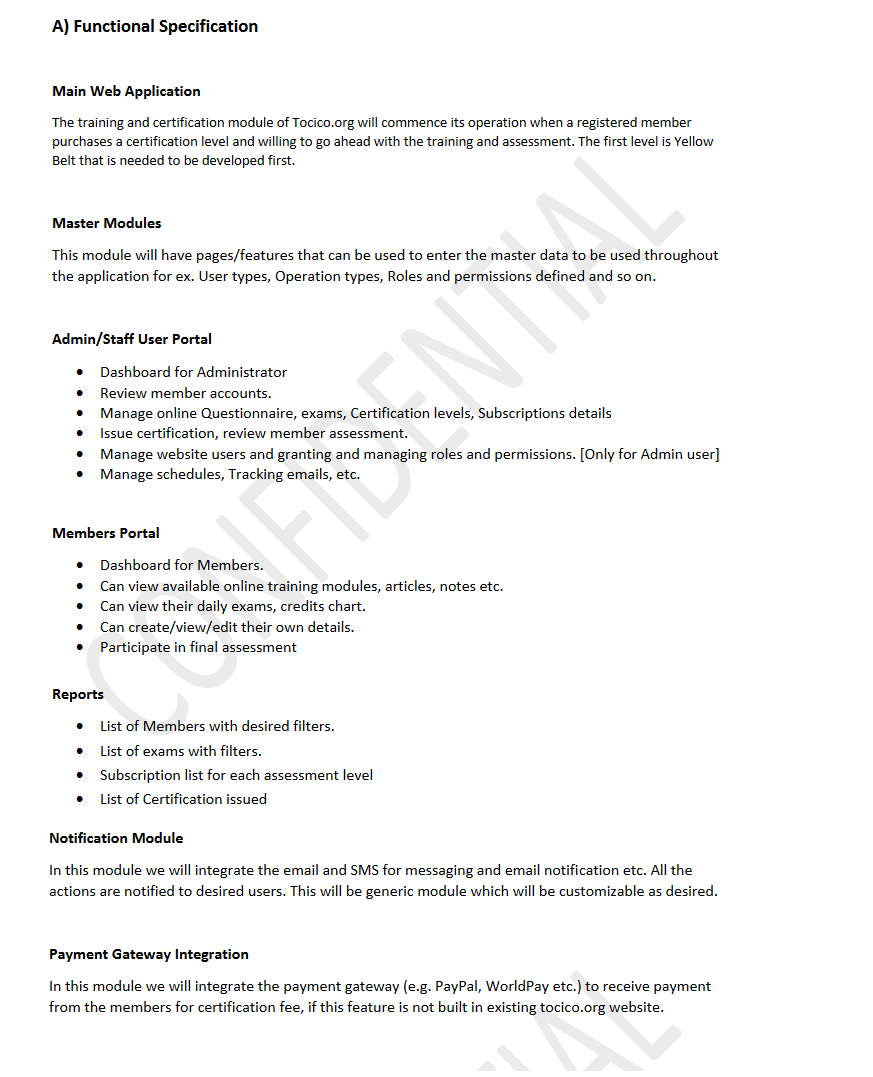 A) Functional Specification
Main Web Application
The training and certification module of Tocico.org will commence its operation when a registered member
purchases a certification level and willing to go ahead with the training and assessment. The first level is Yellow
Belt that is needed to be developed first.
Master Modules
This module will have pages/features that can be used to enter the master data to be used throughout
the application for ex. User types, Operation types, Roles and permissions defined and so on.
Admin/Staff User Portal
• Dashboard for Administrator
• Review member accounts.
• Manage online Questionnaire, exams, Certification levels, Subscriptions details
• Issue certification, review member assessment.
• Manage website users and granting and managing roles and permissions. [Only for Admin user]
• Manage schedules, Tracking emails, etc.
Members Portal
• Dashboard for Members.
• Can view available online training modules, articles, notes etc.
• Can view their daily exams, credits chart.
• Can create/view/edit their own details.
• Participate in final assessment
Reports
• List of Members with desired filters.
• List of exams with filters.
• Subscription list for each assessment level
• List of Certification issued
Notification Module
In this module we will integrate the email and SMS for messaging and email notification etc. All the
actions are notified to desired users. This will be generic module which will be customizable as desired.
Payment Gateway Integration
In this module we will integrate the payment gateway (e.g. PayPal, WorldPay etc.) to receive payment
from the members for certification fee, if this feature is not built in existing tocico.org website.
CONFIDENTIAL
IAL